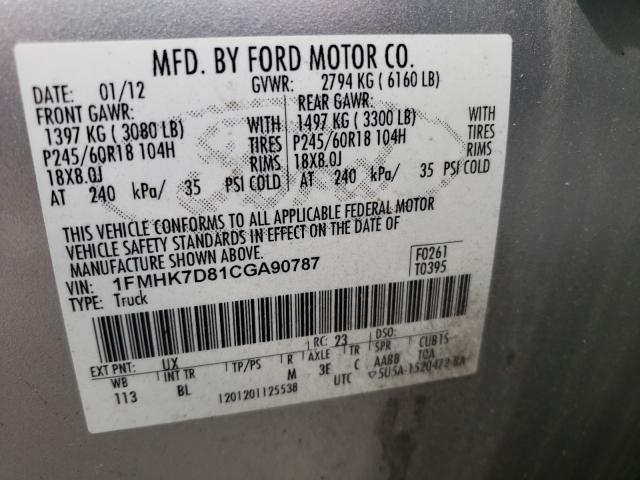 MFD. BY FORD MOTOR CO.
DATE: 01/12 GVWR: 2794 KG ( 6160 LB)
FRONT GAWR: REAR GAWR:
1397 KG ( 3080 LB) WITH 1497 KG ( 3300 LB) WITH
P245/60R18 104H TIRES P245/60R18 104H TIRES
18X8.0J RIMS 18X8.0J RIMS
AT 240 kPa/ 35 PSI COLD AT 240 kPa/ 35 PSI COLD
THIS VEHICLE CONFORMS TO ALL APPLICABLE FEDERAL MOTOR
VEHICLE SAFETY STANDARDS IN EFFECT ON THE DATE OF
MANUFACTURE SHOWN ABOVE.
VIN: 1FMHK7D81CGA90787 F0261
TYPE: Truck T0395
EXT PNT: UX RC: 23 DSO:
WB INT TR TP/PS R AXLE TR SPR CUB15
113 BL M 3E C AABB TOA
1201201125538 UTC ▽5U5A-1520472-BA